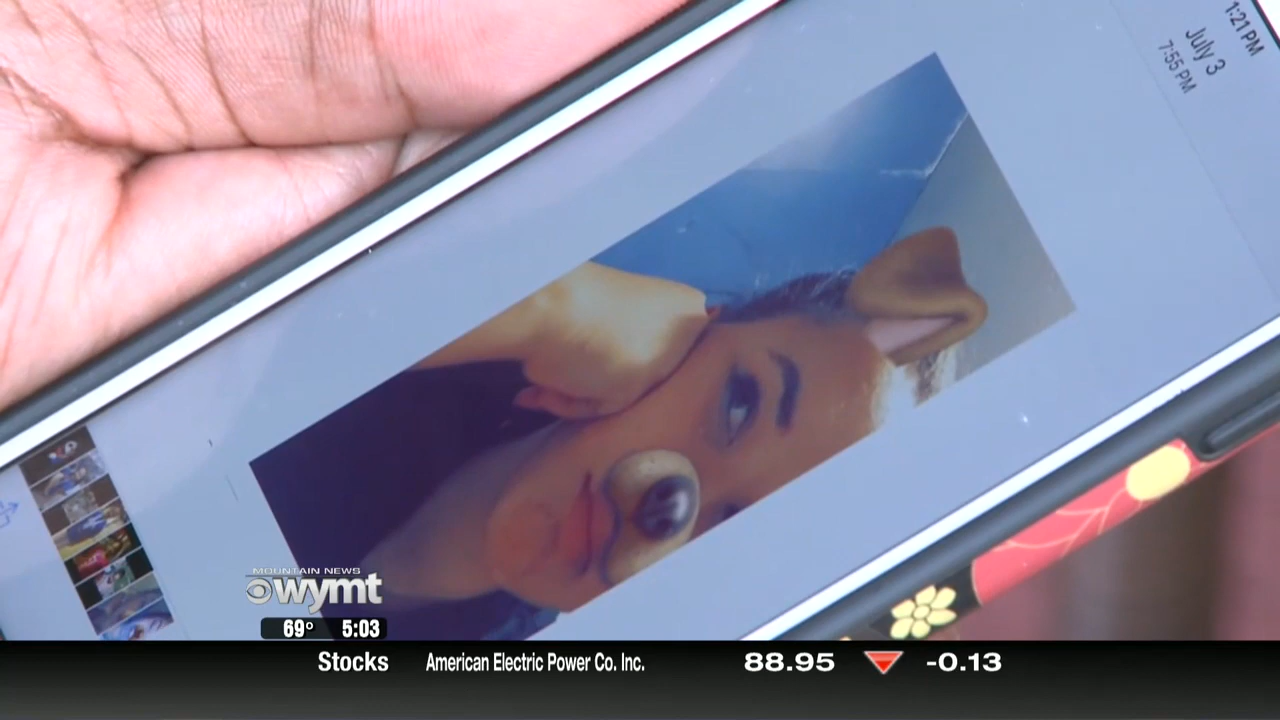 1:21 PM
July 3
7:55 PM
MOUNTAIN NEWS
wymt
69° 5:03
Stocks American Electric Power Co. Inc. 88.95 -0.13